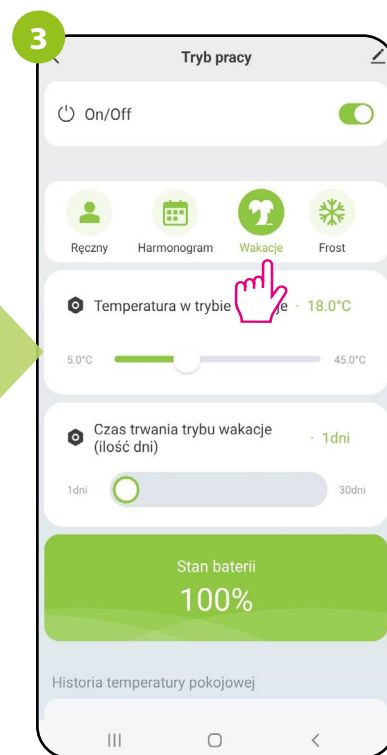 3
Tryb pracy
On/Off
Ręczny Harmonogram Wakacje Frost
Temperatura w trybie je · 18.0°C
5.0°C 45.0°C
Czas trwania trybu wakacje
(ilość dni) · 1dni
1dni 30dni
Stan baterii
100%
Historia temperatury pokojowej